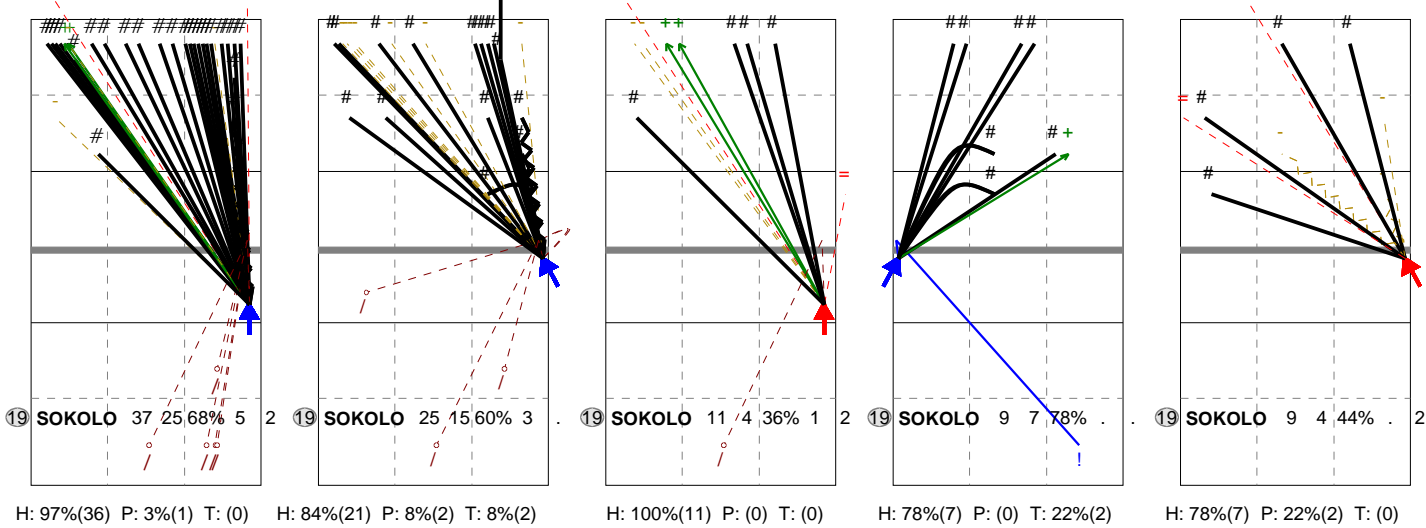 19 SOKOLO 37 25 68% 5 2
19 SOKOLO 25 15 60% 3 .
19 SOKOLO 11 4 36% 1 2
19 SOKOLO 9 7 78% . .
19 SOKOLO 9 4 44% . 2
H: 97%(36) P: 3%(1) T: (0)
H: 84%(21) P: 8%(2) T: 8%(2)
H: 100%(11) P: (0) T: (0)
H: 78%(7) P: (0) T: 22%(2)
H: 78%(7) P: 22%(2) T: (0)